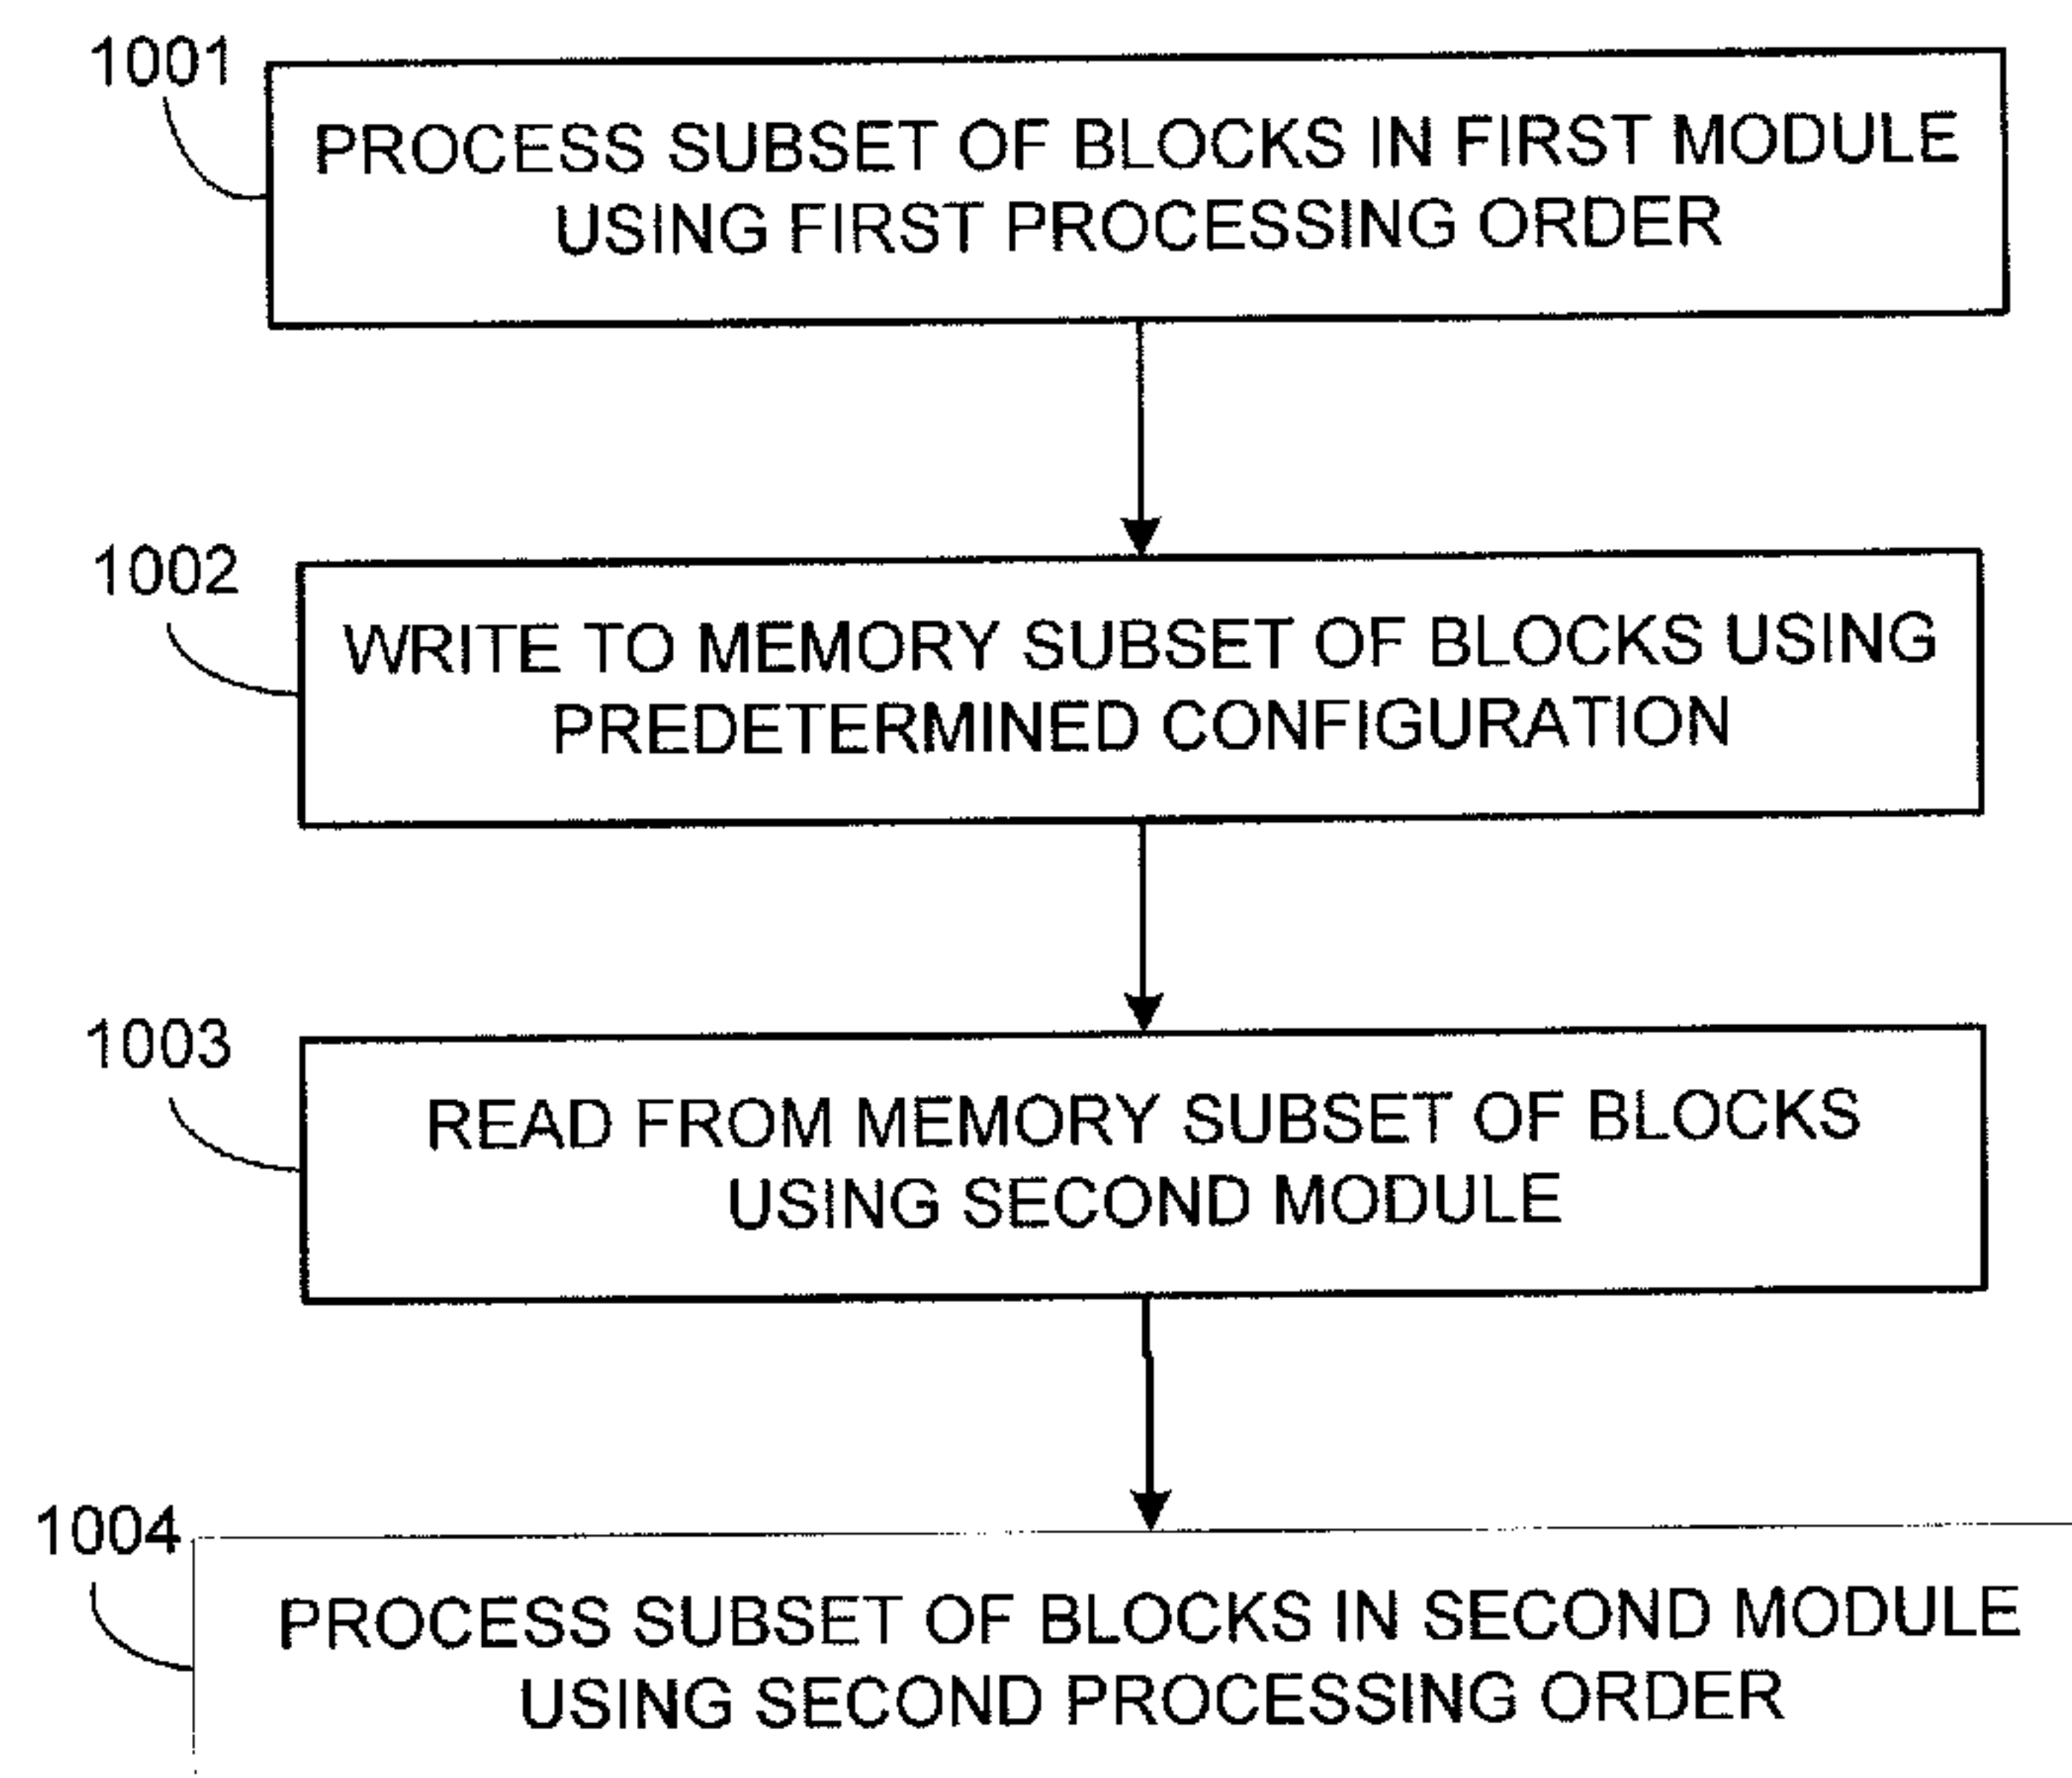 1001
PROCESS SUBSET OF BLOCKS IN FIRST MODULE
USING FIRST PROCESSING ORDER
1002
WRITE TO MEMORY SUBSET OF BLOCKS USING
PREDETERMINED CONFIGURATION
1003
READ FROM MEMORY SUBSET OF BLOCKS
USING SECOND MODULE
1004
PROCESS SUBSET OF BLOCKS IN SECOND MODULE
USING SECOND PROCESSING ORDER